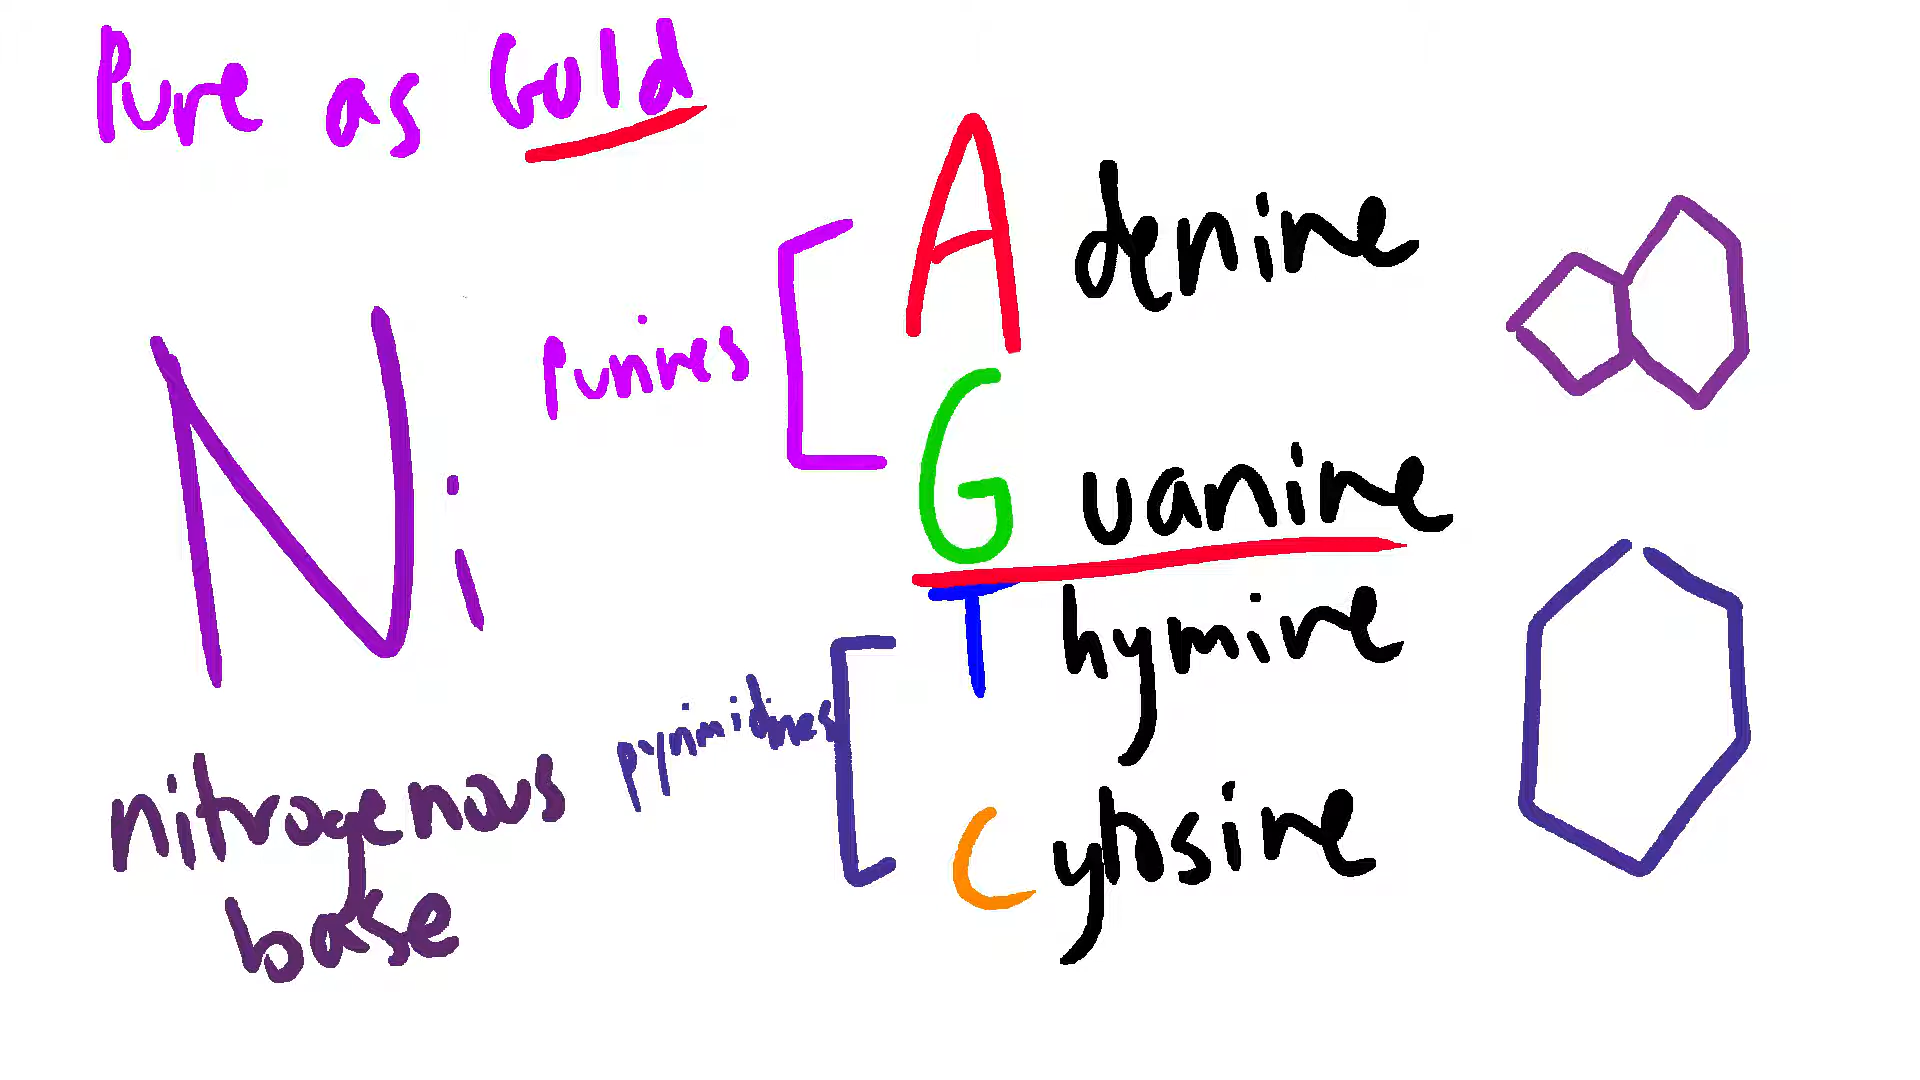 Pure as Gold
Adenine
Purines
Guanine
Ni
Thymine
pyrimidines
nitrogenous
base
Cytosine